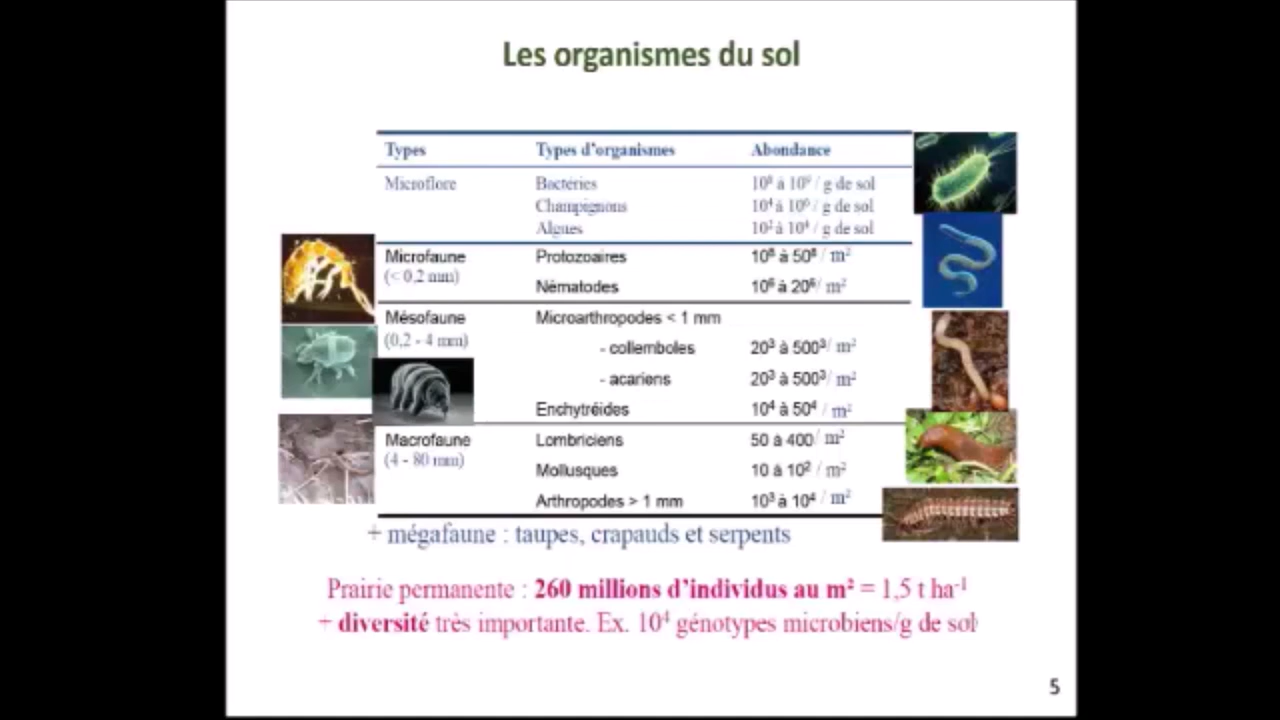 Les organismes du sol
Types Types d'organismes Abondance
Microflore Bactéries 10⁸ à 10⁹ / g de sol
Champignons 10⁴ à 10⁶ / g de sol
Algues 10² à 10⁴ / g de sol
Microfaune Protozoaires 10⁸ à 50⁸ / m²
(< 0,2 mm)
Nématodes 10⁶ à 20⁶ / m²
Mésofaune Microarthropodes < 1 mm
(0,2 - 4 mm) - collemboles 20³ à 500³ / m²
- acariens 20³ à 500³ / m²
Enchytréides 10⁴ à 50⁴ / m²
Macrofaune Lombriciens 50 à 400 / m²
(4 - 80 mm)
Mollusques 10 à 10² / m²
Arthropodes > 1 mm 10³ à 10⁴ / m²
+ mégafaune : taupes, crapauds et serpents
Prairie permanente : 260 millions d'individus au m² = 1,5 t ha⁻¹
+ diversité très importante. Ex. 10⁴ génotypes microbiens/g de sol
5